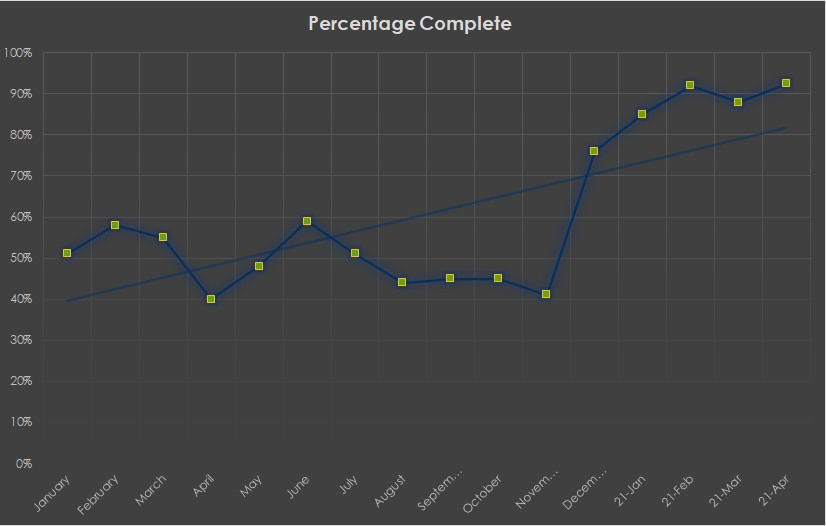 Percentage Complete
100%
90%
80%
70%
60%
50%
40%
30%
20%
10%
0%
January
February
March
April
May
June
July
August
Septem...
October
Novem...
Decem...
21-Jan
21-Feb
21-Mar
21-Apr